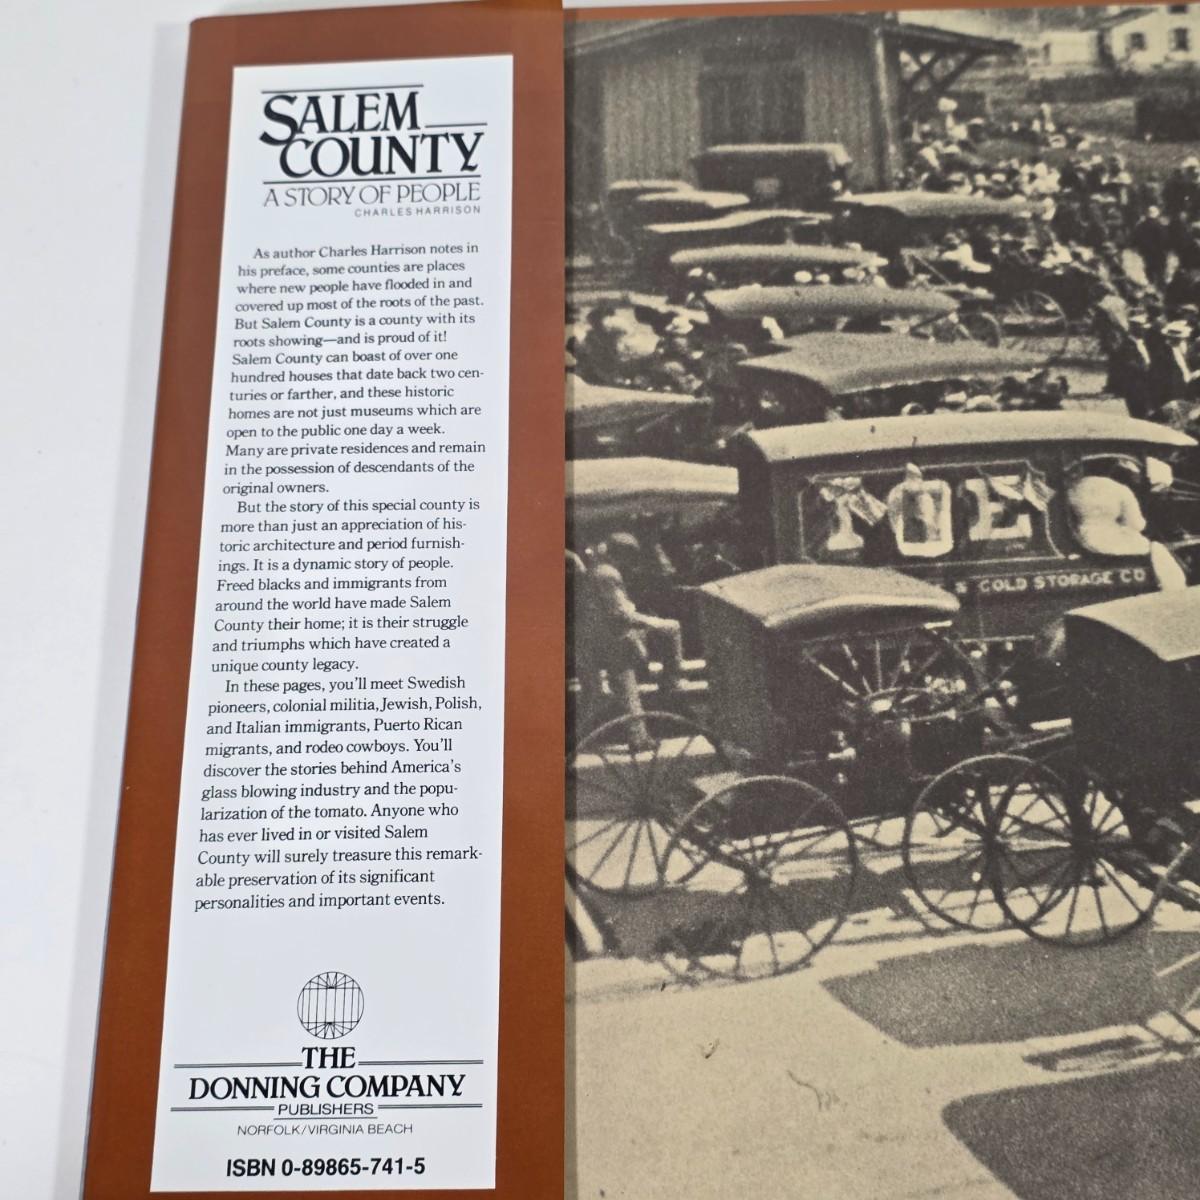 SALEM
COUNTY
A STORY OF PEOPLE
CHARLES HARRISON
As author Charles Harrison notes in
his preface, some counties are places
where new people have flooded in and
covered up most of the roots of the past.
But Salem County is a county with its
roots showing—and is proud of it!
Salem County can boast of over one
hundred houses that date back two cen-
turies or farther, and these historic
homes are not just museums which are
open to the public one day a week.
Many are private residences and remain
in the possession of descendants of the
original owners.
But the story of this special county is
more than just an appreciation of his-
toric architecture and period furnish-
ings. It is a dynamic story of people.
Freed blacks and immigrants from
around the world have made Salem
County their home; it is their struggle
and triumphs which have created a
unique county legacy.
In these pages, you'll meet Swedish
pioneers, colonial militia, Jewish, Polish,
and Italian immigrants, Puerto Rican
migrants, and rodeo cowboys. You'll
discover the stories behind America's
glass blowing industry and the popu-
larization of the tomato. Anyone who
has ever lived in or visited Salem
County will surely treasure this remark-
able preservation of its significant
personalities and important events.
THE
DONNING COMPANY
PUBLISHERS
NORFOLK/VIRGINIA BEACH
ISBN 0-89865-741-5
& COLD STORAGE CO